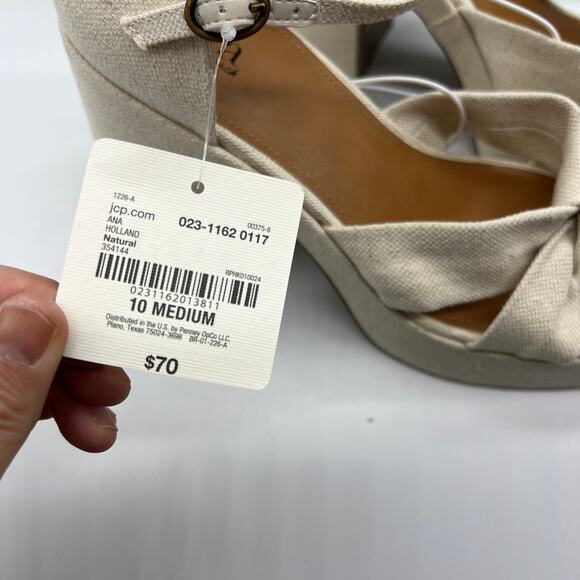 1226-A
jcp.com
00375-6
023-1162 0117
ANA
HOLLAND
Natural
354144
RPHK010024
0231162013811
10 MEDIUM
Distributed in the U.S. by Penney OpCo LLC,
Plano, Texas 75024-3698 BR-01-226-A
$70